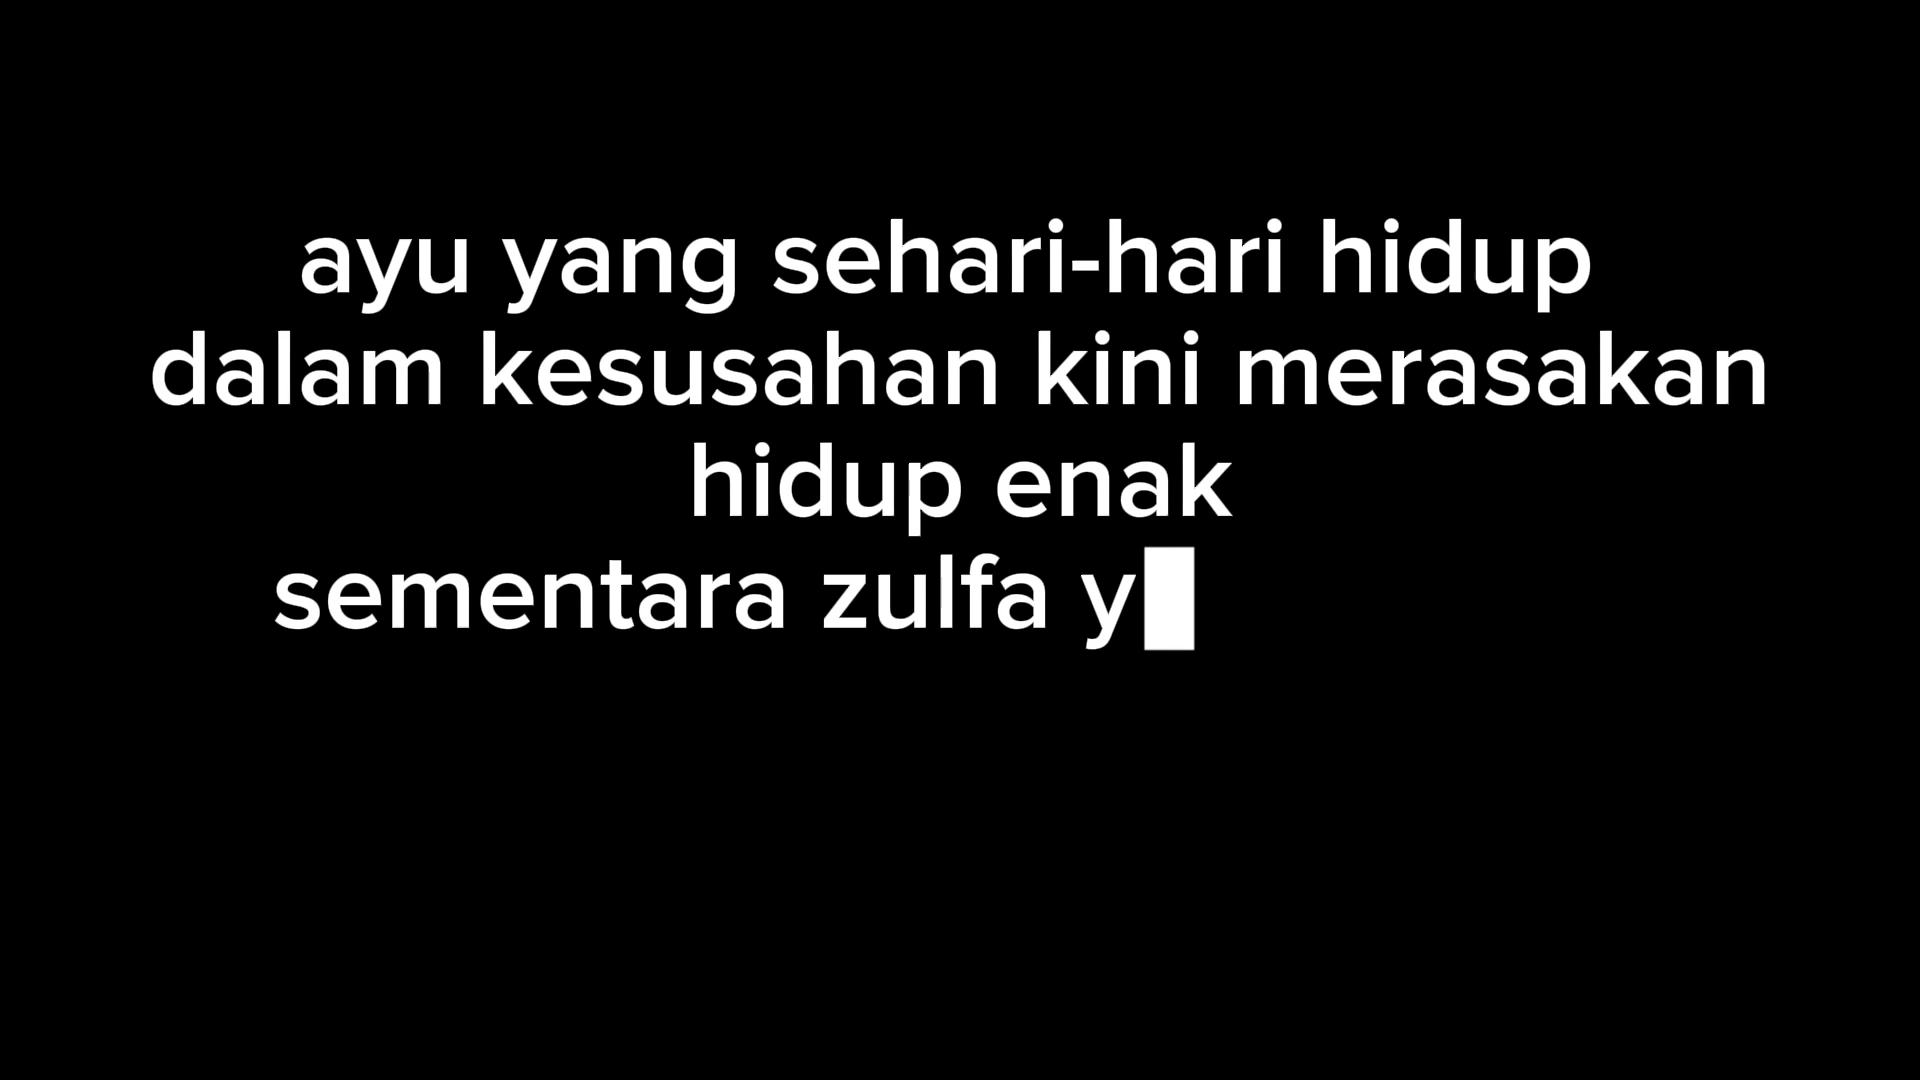 ayu yang sehari-hari hidup
dalam kesusahan kini merasakan
hidup enak
sementara zulfa y